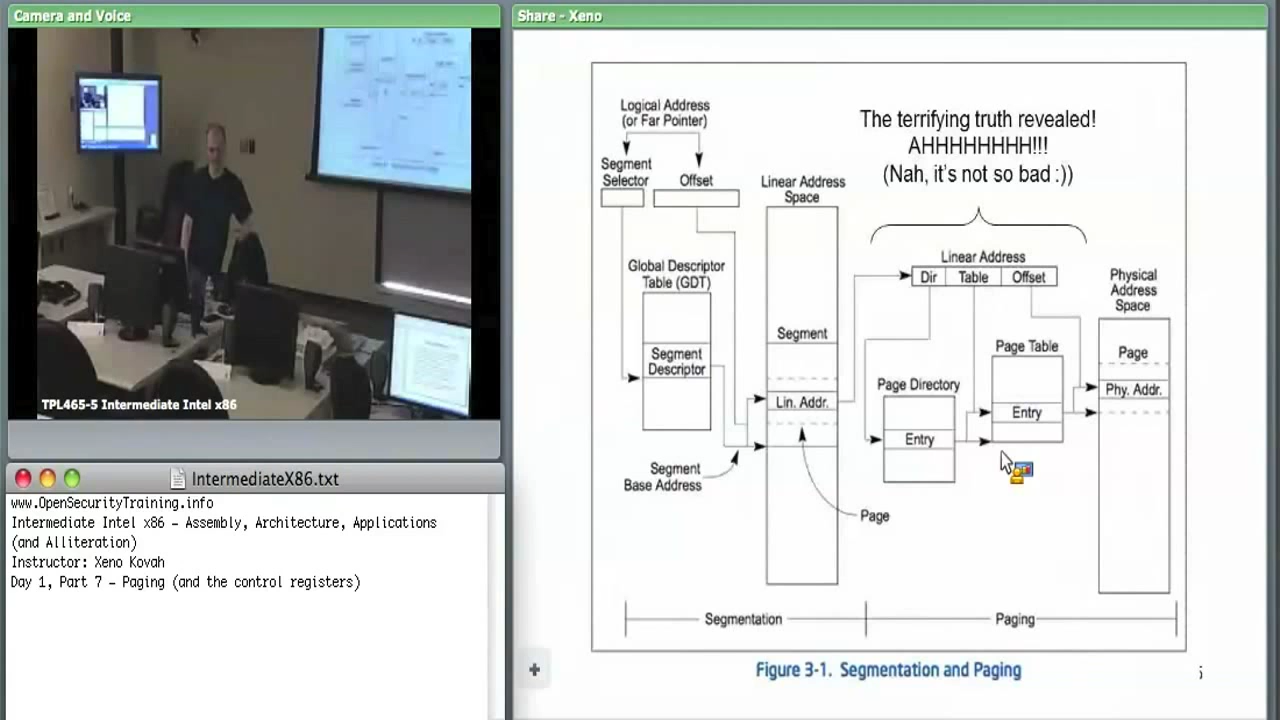 Camera and Voice
TPL465-5 Intermediate Intel x86
IntermediateX86.txt
www.OpenSecurityTraining.info
Intermediate Intel x86 – Assembly, Architecture, Applications
(and Alliteration)
Instructor: Xeno Kovah
Day 1, Part 7 – Paging (and the control registers)
Share - Xeno
Logical Address
(or Far Pointer)
Segment
Selector
Offset
Linear Address
Space
The terrifying truth revealed!
AHHHHHHHH!!!
(Nah, it's not so bad :))
Global Descriptor
Table (GDT)
Segment
Descriptor
Segment
Lin. Addr.
Segment
Base Address
Page
Linear Address
Dir
Table
Offset
Physical
Address
Space
Page Table
Entry
Page Directory
Entry
Page
Phy. Addr.
Segmentation
Paging
Figure 3-1. Segmentation and Paging